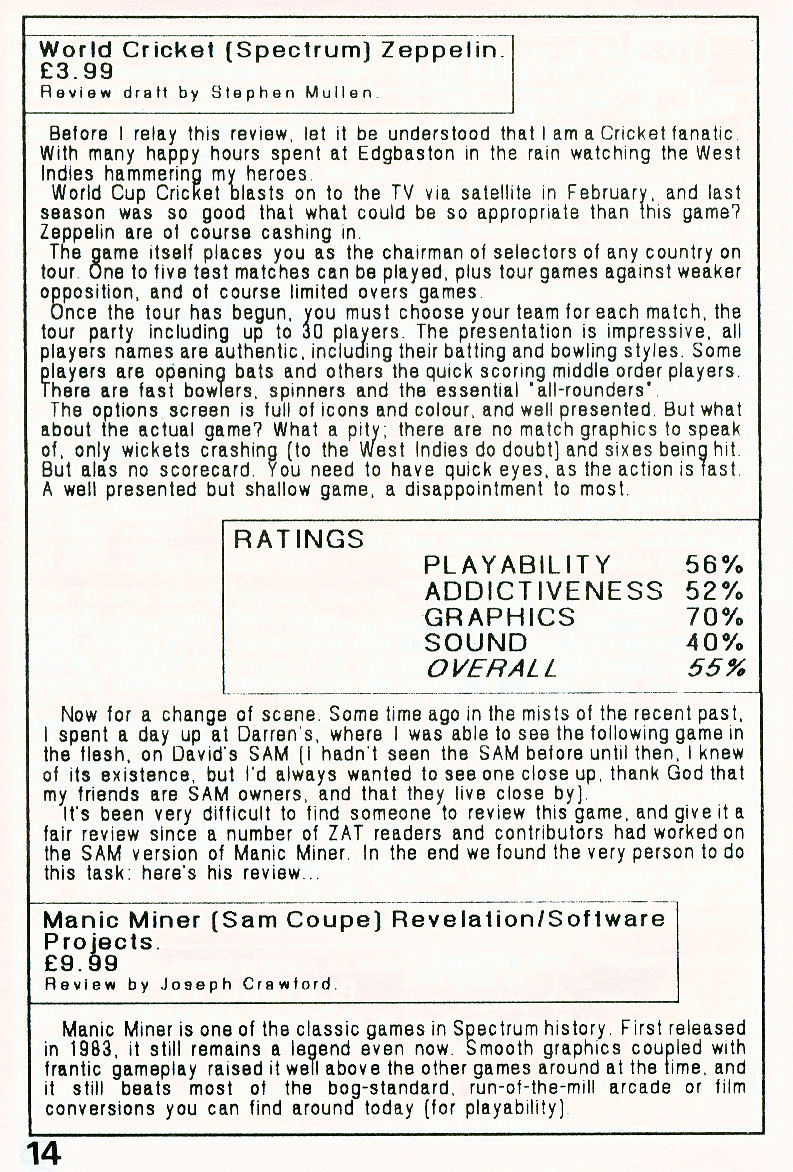 World Cricket (Spectrum) Zeppelin.
£3.99
Review draft by Stephen Mullen.
Before I relay this review, let it be understood that I am a Cricket fanatic.
With many happy hours spent at Edgbaston in the rain watching the West
Indies hammering my heroes.
World Cup Cricket blasts on to the TV via satellite in February, and last
season was so good that what could be so appropriate than this game?
Zeppelin are of course cashing in.
The game itself places you as the chairman of selectors of any country on
tour. One to five test matches can be played, plus tour games against weaker
opposition, and of course limited overs games.
Once the tour has begun, you must choose your team for each match, the
tour party including up to 30 players. The presentation is impressive, all
players names are authentic, including their batting and bowling styles. Some
players are opening bats and others the quick scoring middle order players.
There are fast bowlers, spinners and the essential "all-rounders".
The options screen is full of icons and colour, and well presented. But what
about the actual game? What a pity; there are no match graphics to speak
of, only wickets crashing (to the West Indies do doubt) and sixes being hit.
But alas no scorecard. You need to have quick eyes, as the action is fast.
A well presented but shallow game, a disappointment to most.
RATINGS
PLAYABILITY 56%
ADDICTIVENESS 52%
GRAPHICS 70%
SOUND 40%
OVERALL 55%
Now for a change of scene. Some time ago in the mists of the recent past,
I spent a day up at Darren's, where I was able to see the following game in
the flesh, on David's SAM (I hadn't seen the SAM before until then, I knew
of its existence, but I'd always wanted to see one close up, thank God that
my friends are SAM owners, and that they live close by).
It's been very difficult to find someone to review this game, and give it a
fair review since a number of ZAT readers and contributors had worked on
the SAM version of Manic Miner. In the end we found the very person to do
this task: here's his review...
Manic Miner (Sam Coupe) Revelation/Software
Projects.
£9.99
Review by Joseph Crawford.
Manic Miner is one of the classic games in Spectrum history. First released
in 1983, it still remains a legend even now. Smooth graphics coupled with
frantic gameplay raised it well above the other games around at the time, and
it still beats most of the bog-standard, run-of-the-mill arcade or film
conversions you can find around today (for playability)
14